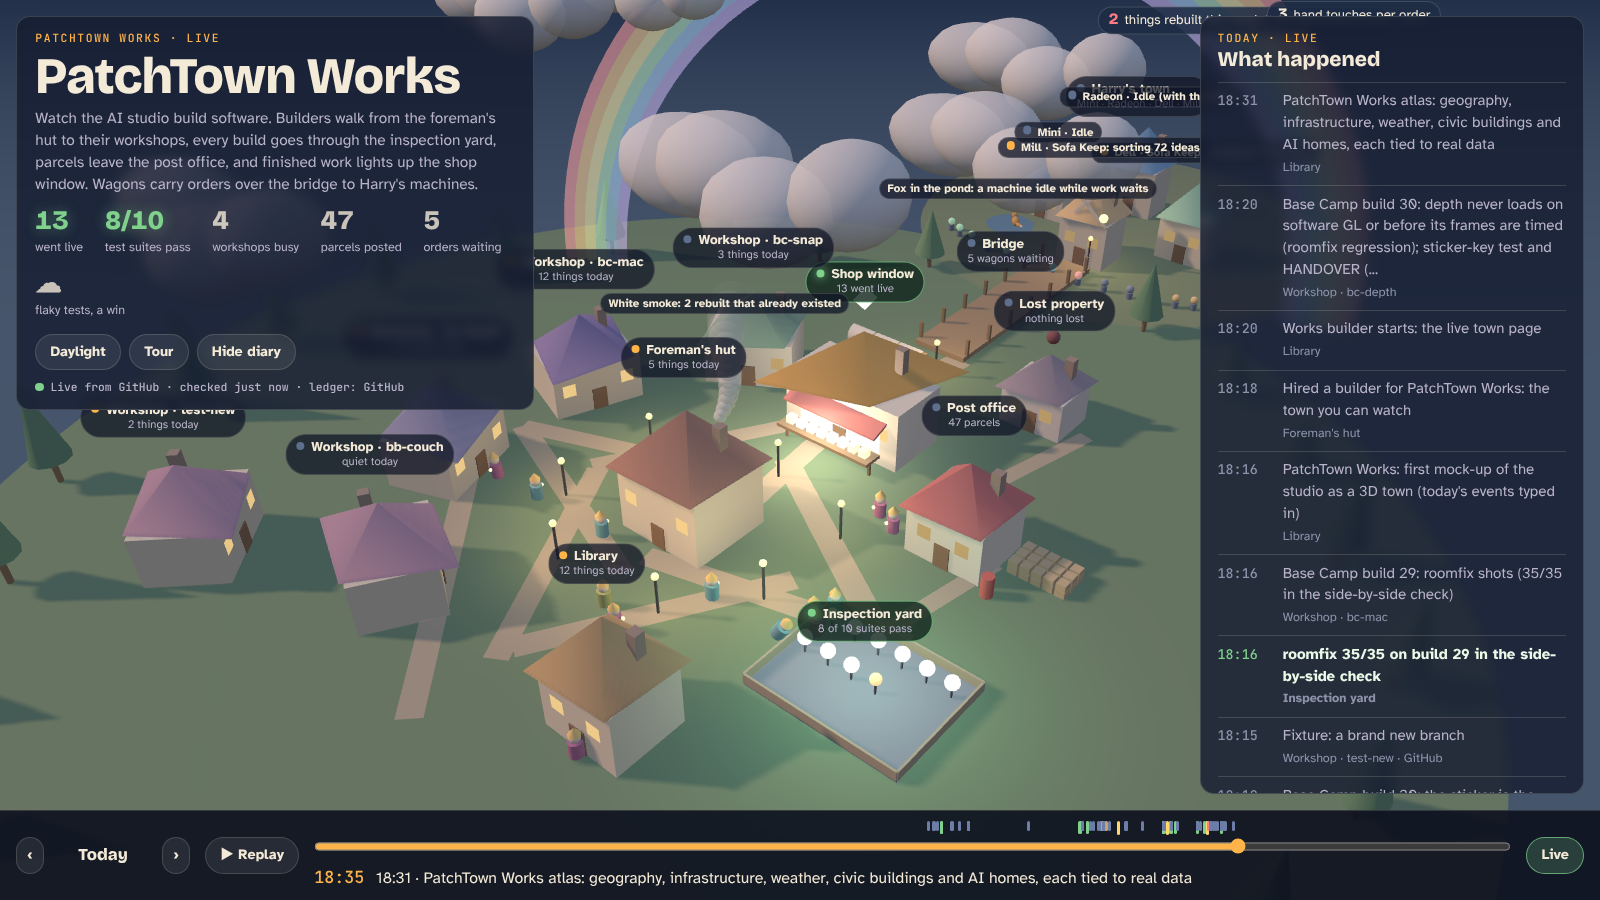 PATCHTOWN WORKS · LIVE
PatchTown Works
Watch the AI studio build software. Builders walk from the foreman's
hut to their workshops, every build goes through the inspection yard,
parcels leave the post office, and finished work lights up the shop
window. Wagons carry orders over the bridge to Harry's machines.
13
went live
8/10
test suites pass
4
workshops busy
47
parcels posted
5
orders waiting
flaky tests, a win
Daylight
Tour
Hide diary
Live from GitHub · checked just now · ledger: GitHub
2 things rebuilt
3 hand touches per order
Harry's town
Radeon · Idle (with th
Mini · Idle
Mill · Sofa Keep: sorting 72 ideas
Fox in the pond: a machine idle while work waits
Workshop · bc-snap
3 things today
Bridge
5 wagons waiting
orkshop · bc-mac
12 things today
Shop window
13 went live
White smoke: 2 rebuilt that already existed
Lost property
nothing lost
Foreman's hut
5 things today
Post office
47 parcels
Workshop · test-new
2 things today
Workshop · bb-couch
quiet today
Library
12 things today
Inspection yard
8 of 10 suites pass
TODAY · LIVE
What happened
18:31 PatchTown Works atlas: geography,
infrastructure, weather, civic buildings and
AI homes, each tied to real data
Library
18:20 Base Camp build 30: depth never loads on
software GL or before its frames are timed
(roomfix regression); sticker-key test and
HANDOVER (…
Workshop · bc-depth
18:20 Works builder starts: the live town page
Library
18:18 Hired a builder for PatchTown Works: the
town you can watch
Foreman's hut
18:16 PatchTown Works: first mock-up of the
studio as a 3D town (today's events typed
in)
Library
18:16 Base Camp build 29: roomfix shots (35/35
in the side-by-side check)
Workshop · bc-mac
18:16 roomfix 35/35 on build 29 in the side-
by-side check
Inspection yard
18:15 Fixture: a brand new branch
Workshop · test-new · GitHub
‹
Today
›
▶ Replay
Live
18:35 18:31 · PatchTown Works atlas: geography, infrastructure, weather, civic buildings and AI homes, each tied to real data